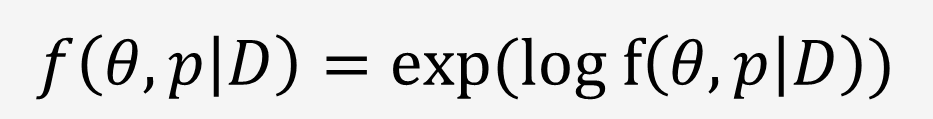 f(θ,p|D) = exp(log f(θ,p|D))